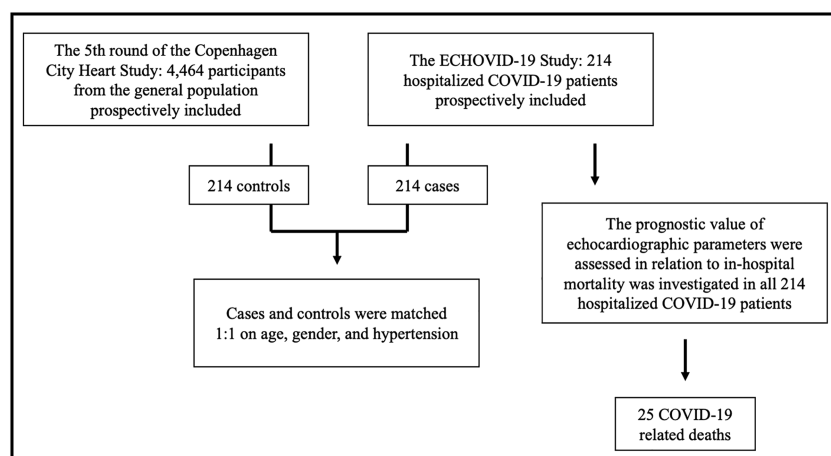 The 5th round of the Copenhagen
City Heart Study: 4,464 participants
from the general population
prospectively included
The ECHOVID-19 Study: 214
hospitalized COVID-19 patients
prospectively included
214 controls
214 cases
Cases and controls were matched
1:1 on age, gender, and hypertension
The prognostic value of
echocardiographic parameters were
assessed in relation to in-hospital
mortality was investigated in all 214
hospitalized COVID-19 patients
25 COVID-19
related deaths